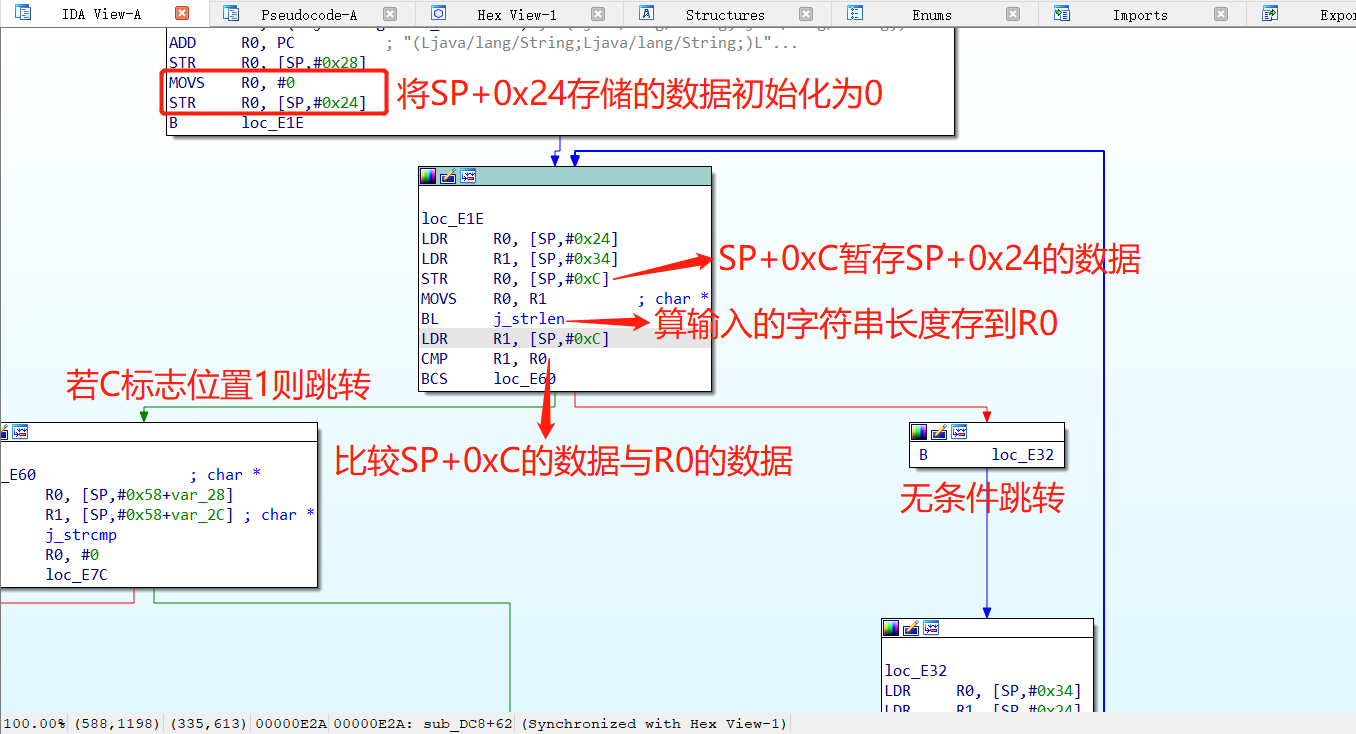 IDA View-A Pseudocode-A Hex View-1 Structures Enums Imports Expor
ADD R0, PC ; "(Ljava/lang/String;Ljava/lang/String;)L"...
STR R0, [SP,#0x28]
MOVS R0, #0
STR R0, [SP,#0x24]
B loc_E1E
将SP+0x24存储的数据初始化为0
loc_E1E
LDR R0, [SP,#0x24]
LDR R1, [SP,#0x34]
STR R0, [SP,#0xC]
MOVS R0, R1 ; char *
BL j_strlen
LDR R1, [SP,#0xC]
CMP R1, R0
BCS loc_E60
SP+0xC暂存SP+0x24的数据
算输入的字符串长度存到R0
若C标志位置1则跳转
比较SP+0xC的数据与R0的数据
_E60 ; char *
R0, [SP,#0x58+var_28]
R1, [SP,#0x58+var_2C] ; char *
j_strcmp
R0, #0
loc_E7C
B loc_E32
无条件跳转
loc_E32
LDR R0, [SP,#0x34]
LDR R1, [SP,#0x24]
100.00% (588,1198) (335,613) 00000E2A 00000E2A: sub_DC8+62 (Synchronized with Hex View-1)